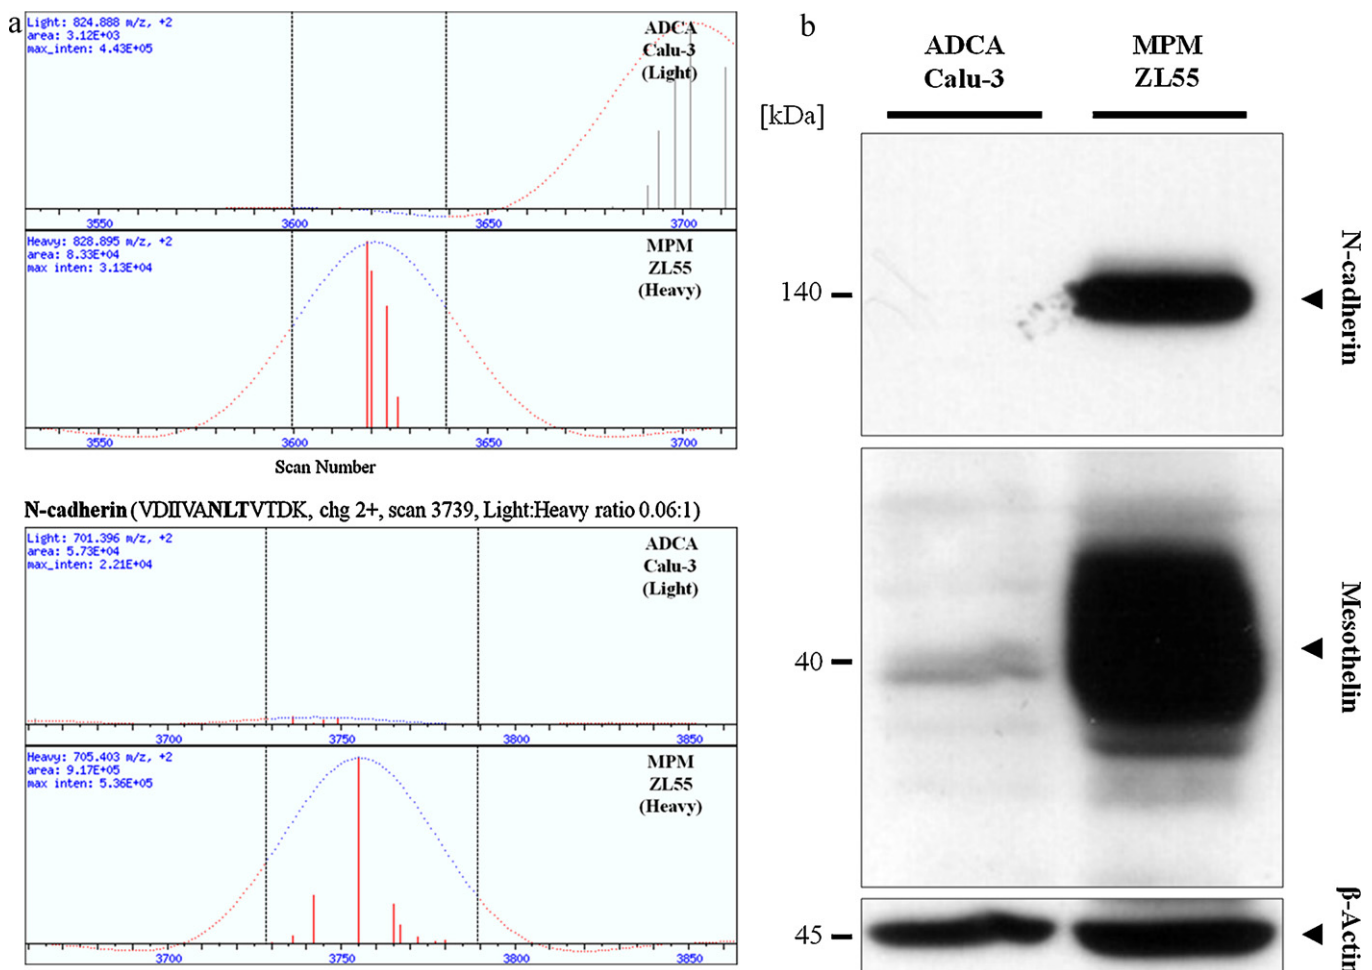 a
Light: 824.888 m/z, +2
area: 3.12E+03
max_inten: 4.43E+05
ADCA
Calu-3
(Light)
3550 3600 3650 3700
Heavy: 828.895 m/z, +2
area: 8.33E+04
max inten: 3.13E+04
MPM
ZL55
(Heavy)
3550 3600 3650 3700
Scan Number
N-cadherin (VDIIVANLTVTDK, chg 2+, scan 3739, Light:Heavy ratio 0.06:1)
Light: 701.396 m/z, +2
area: 5.73E+04
max_inten: 2.21E+04
ADCA
Calu-3
(Light)
3700 3750 3800 3850
Heavy: 705.403 m/z, +2
area: 9.17E+05
max inten: 5.36E+05
MPM
ZL55
(Heavy)
3700 3750 3800 3850
b
ADCA
Calu-3
MPM
ZL55
[kDa]
140
N-cadherin
40
Mesothelin
45
β-Actin